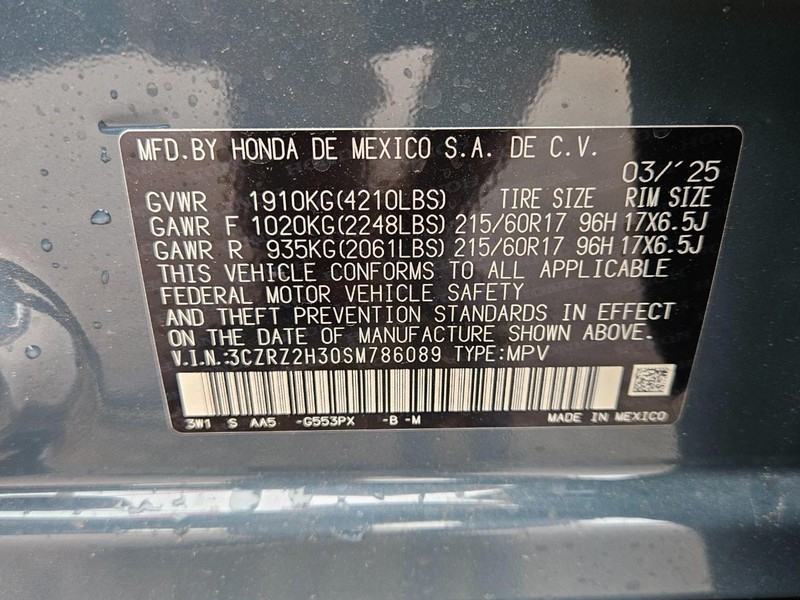 MFD.BY HONDA DE MEXICO S.A. DE C.V.
03/´25
GVWR 1910KG(4210LBS) TIRE SIZE RIM SIZE
GAWR F 1020KG(2248LBS) 215/60R17 96H 17X6.5J
GAWR R 935KG(2061LBS) 215/60R17 96H 17X6.5J
THIS VEHICLE CONFORMS TO ALL APPLICABLE
FEDERAL MOTOR VEHICLE SAFETY
AND THEFT PREVENTION STANDARDS IN EFFECT
ON THE DATE OF MANUFACTURE SHOWN ABOVE.
V.I.N.:3CZRZ2H30SM786089 TYPE:MPV
3W1 S AA5 -G553PX -B -M MADE IN MEXICO